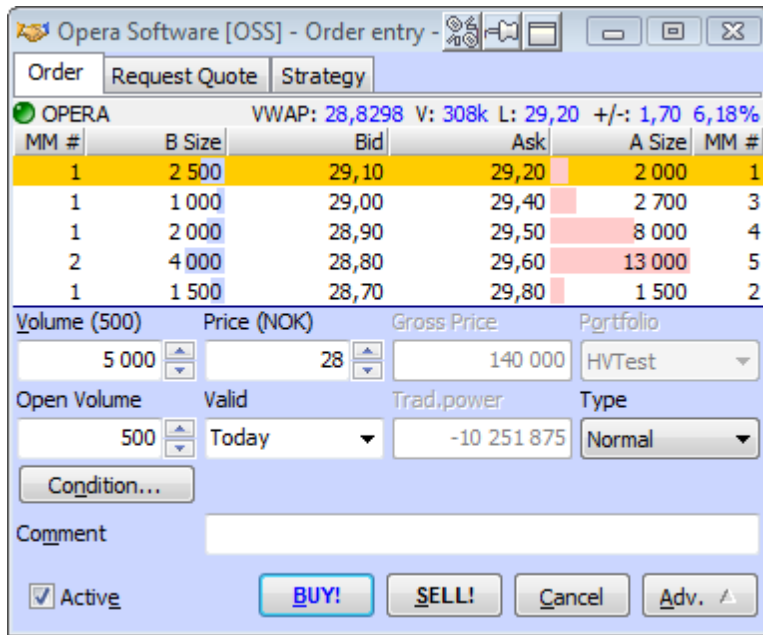 Opera Software [OSS] - Order entry -
Order Request Quote Strategy
OPERA VWAP: 28,8298 V: 308k L: 29,20 +/-: 1,70 6,18%
MM # B Size Bid Ask A Size MM #
1 2 500 29,10 29,20 2 000 1
1 1 000 29,00 29,40 2 700 3
1 2 000 28,90 29,50 8 000 4
2 4 000 28,80 29,60 13 000 5
1 1 500 28,70 29,80 1 500 2
Volume (500) Price (NOK) Gross Price Portfolio
5 000 28 140 000 HVTest
Open Volume Valid Trad.power Type
500 Today -10 251 875 Normal
Condition...
Comment
Active BUY! SELL! Cancel Adv.